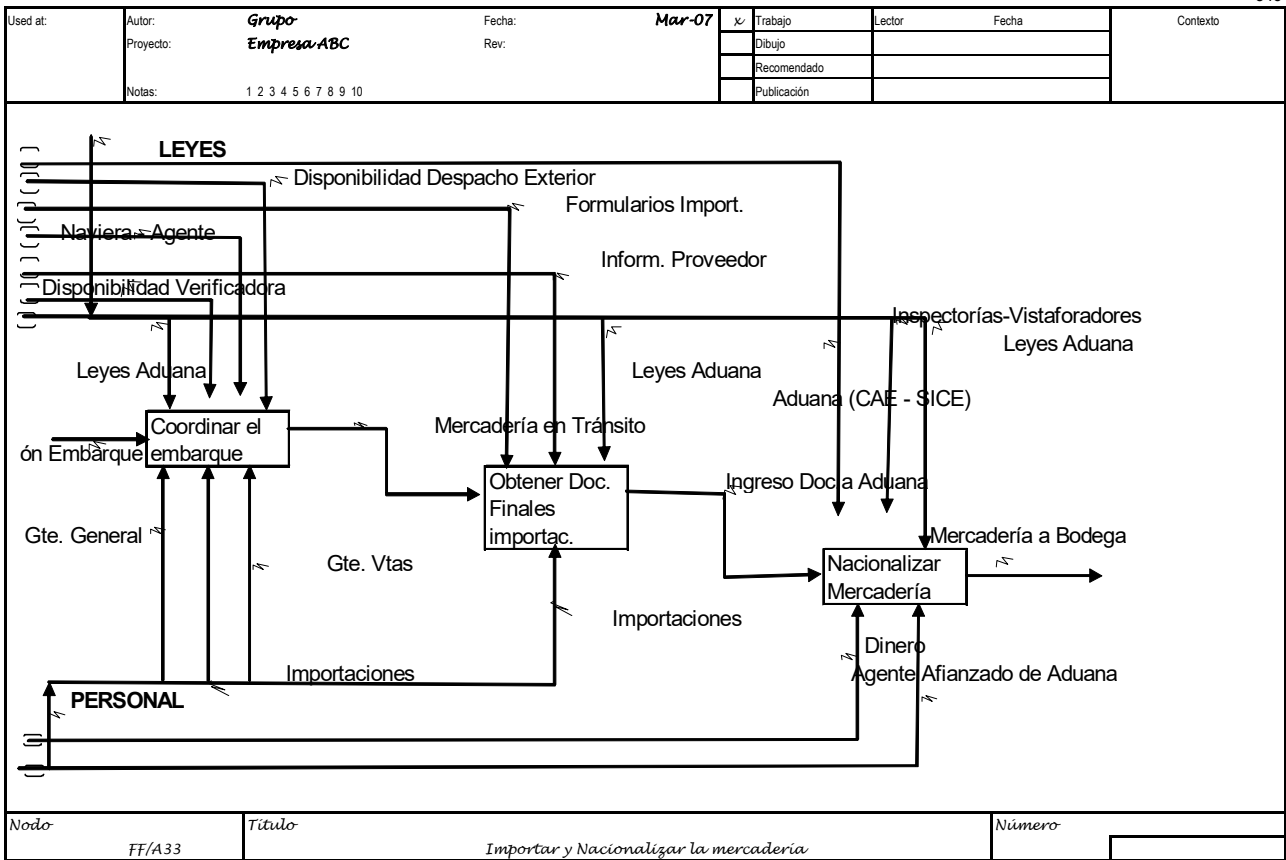 Used at:
Autor:
Grupo
Fecha:
Mar-07
x
Trabajo
Lector
Fecha
Contexto
Proyecto:
Empresa ABC
Rev:
Dibujo
Recomendado
Notas:
1 2 3 4 5 6 7 8 9 10
Publicación
LEYES
Disponibilidad Despacho Exterior
Formularios Import.
Naviera - Agente
Inform. Proveedor
Disponibilidad Verificadora
Inspectorías-Vistaforadores
Leyes Aduana
Leyes Aduana
Leyes Aduana
Aduana (CAE - SICE)
Coordinar el
embarque
Mercadería en Tránsito
ón Embarque
Obtener Doc.
Finales
importac.
Ingreso Doc a Aduana
Gte. General
Mercadería a Bodega
Gte. Vtas
Nacionalizar
Mercadería
Importaciones
Dinero
Importaciones
Agente Afianzado de Aduana
PERSONAL
Nodo
Título
Número
FF/A33
Importar y Nacionalizar la mercadería